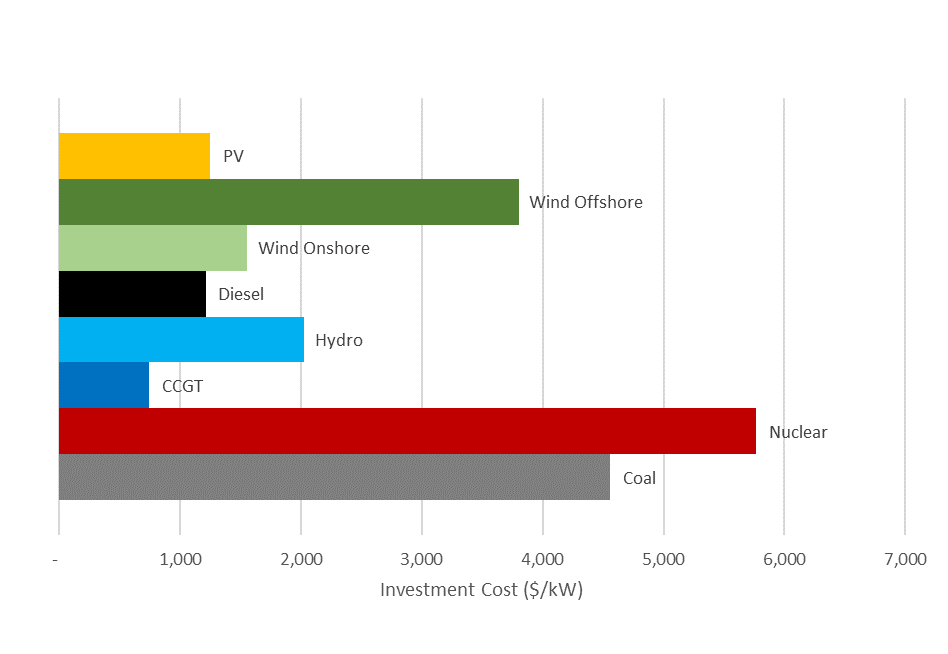 PV
Wind Offshore
Wind Onshore
Diesel
Hydro
CCGT
Nuclear
Coal
- 1,000 2,000 3,000 4,000 5,000 6,000 7,000
Investment Cost ($/kW)